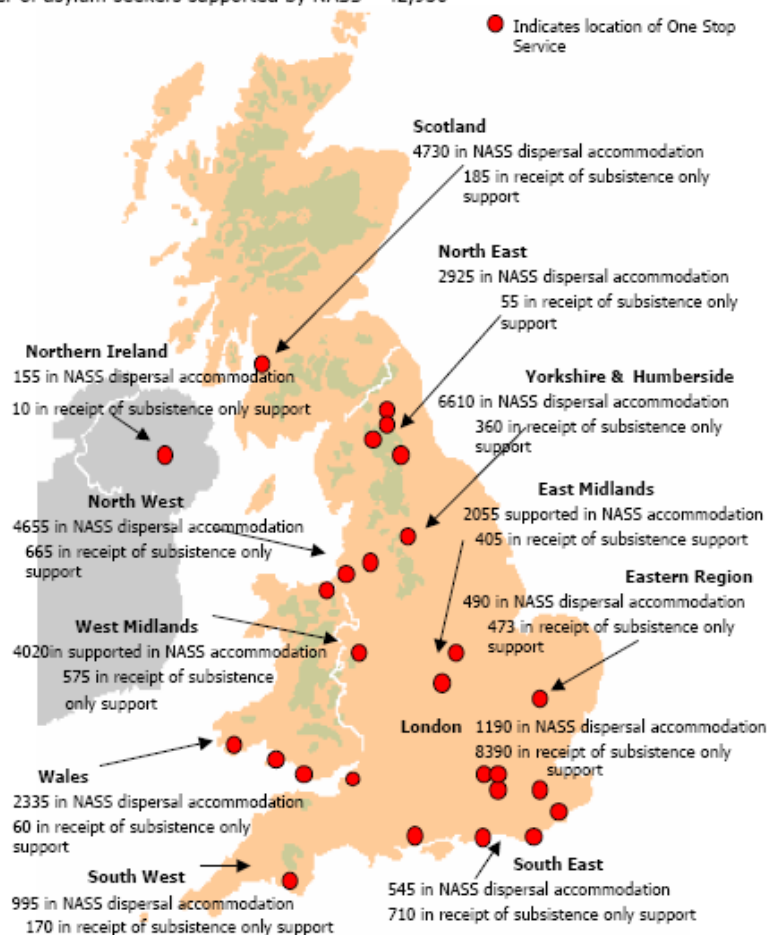 of asylum seekers supported by NASS
Indicates location of One Stop
Service
Scotland
4730 in NASS dispersal accommodation
185 in receipt of subsistence only
support
North East
2925 in NASS dispersal accommodation
55 in receipt of subsistence only
support
Northern Ireland
155 in NASS dispersal accommodation
10 in receipt of subsistence only support
Yorkshire & Humberside
6610 in NASS dispersal accommodation
360 in receipt of subsistence only
support
North West
4655 in NASS dispersal accommodation
665 in receipt of subsistence only
support
East Midlands
2055 supported in NASS accommodation
405 in receipt of subsistence support
Eastern Region
490 in NASS dispersal accommodation
473 in receipt of subsistence only
support
West Midlands
4020in supported in NASS accommodation
575 in receipt of subsistence
only support
London 1190 in NASS dispersal accommodation
8390 in receipt of subsistence only
support
Wales
2335 in NASS dispersal accommodation
60 in receipt of subsistence only
support
South West
995 in NASS dispersal accommodation
170 in receipt of subsistence only support
South East
545 in NASS dispersal accommodation
710 in receipt of subsistence only support